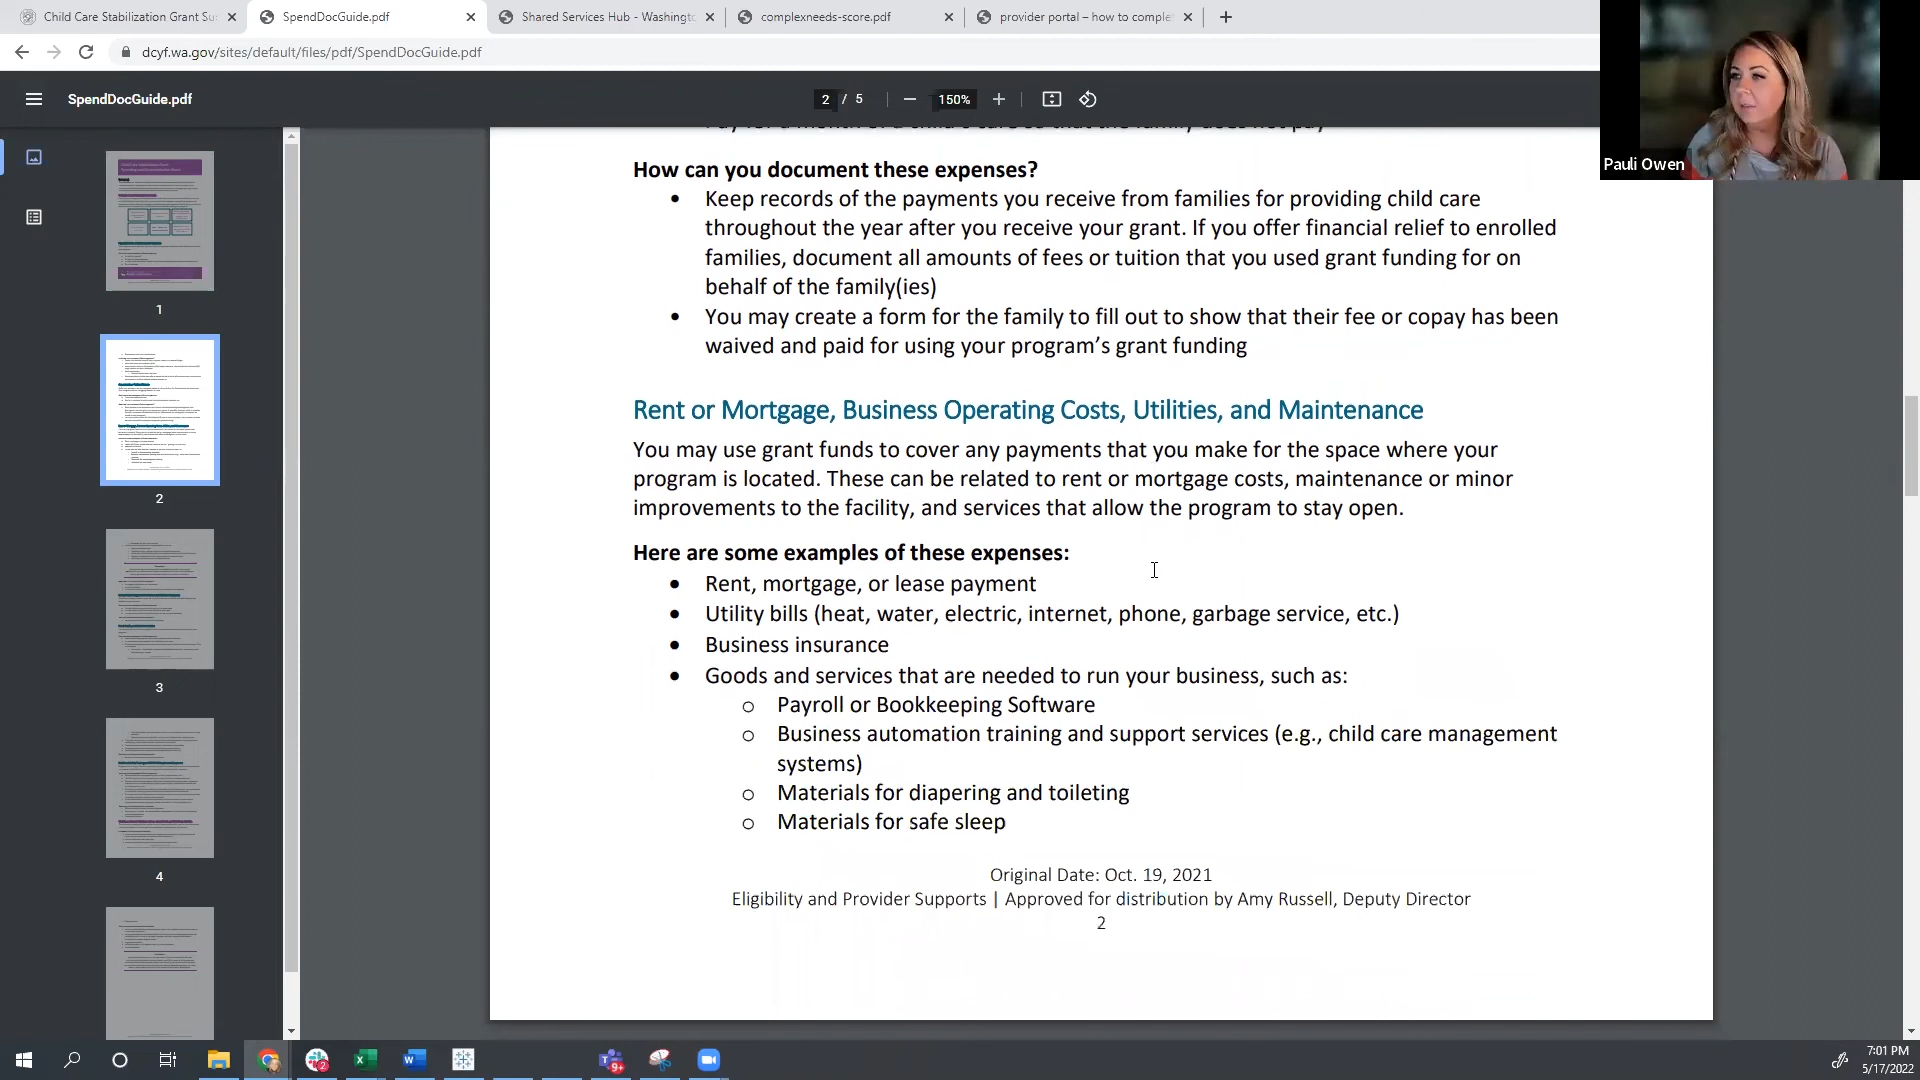 Child Care Stabilization Grant Su
SpendDocGuide.pdf
Shared Services Hub - Washingto
complexneeds-score.pdf
provider portal – how to comple
dcyf.wa.gov/sites/default/files/pdf/SpendDocGuide.pdf
SpendDocGuide.pdf
2 / 5
150%
Pauli Owen
1
2
3
4
Pay for a month of a child's care so that the family does not pay
How can you document these expenses?
• Keep records of the payments you receive from families for providing child care
throughout the year after you receive your grant. If you offer financial relief to enrolled
families, document all amounts of fees or tuition that you used grant funding for on
behalf of the family(ies)
• You may create a form for the family to fill out to show that their fee or copay has been
waived and paid for using your program’s grant funding
Rent or Mortgage, Business Operating Costs, Utilities, and Maintenance
You may use grant funds to cover any payments that you make for the space where your
program is located. These can be related to rent or mortgage costs, maintenance or minor
improvements to the facility, and services that allow the program to stay open.
Here are some examples of these expenses:
• Rent, mortgage, or lease payment
• Utility bills (heat, water, electric, internet, phone, garbage service, etc.)
• Business insurance
• Goods and services that are needed to run your business, such as:
o Payroll or Bookkeeping Software
o Business automation training and support services (e.g., child care management
systems)
o Materials for diapering and toileting
o Materials for safe sleep
Original Date: Oct. 19, 2021
Eligibility and Provider Supports | Approved for distribution by Amy Russell, Deputy Director
2
7:01 PM
5/17/2022